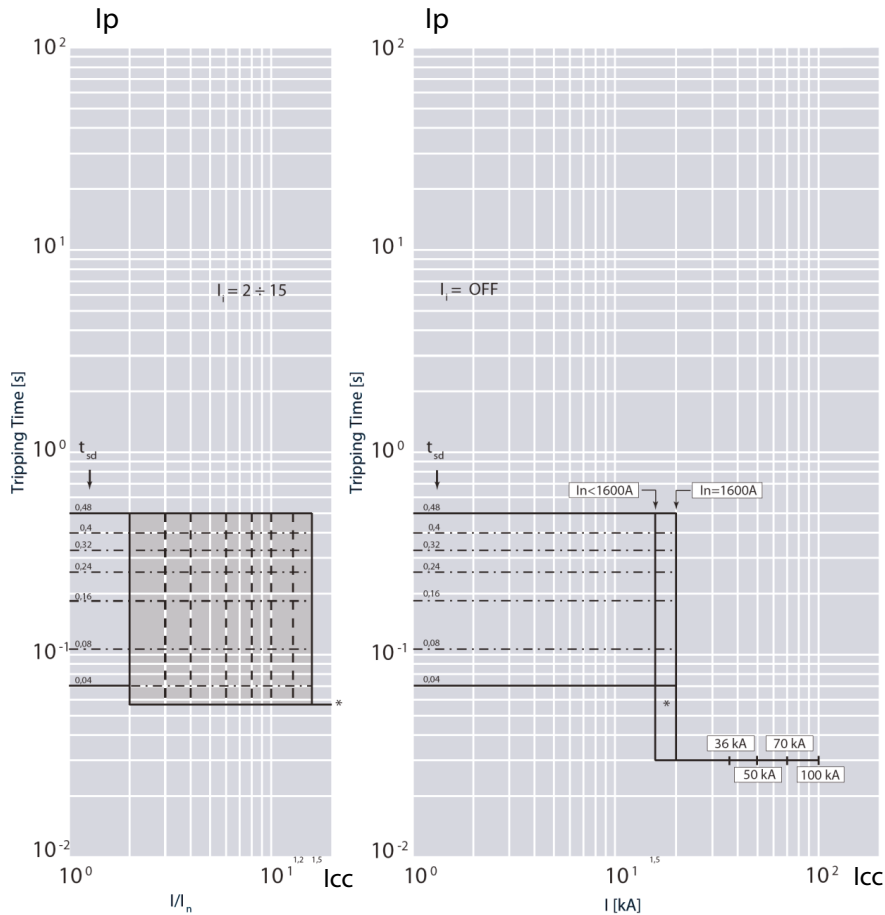 Ip
10²
10¹
10⁰
10⁻¹
10⁻²
Tripping Time [s]
Iᵢ = 2 ÷ 15
t_sd
0,48
0,4
0,32
0,24
0,16
0,08
0,04
*
10⁰
10¹
1,2
1,5
Icc
I/Iₙ
Ip
10²
10¹
10⁰
10⁻¹
10⁻²
Tripping Time [s]
Iᵢ = OFF
t_sd
In<1600A
In=1600A
0,48
0,4
0,32
0,24
0,16
0,08
0,04
*
36 kA
70 kA
50 kA
100 kA
10⁰
10¹
1,5
10²
Icc
I [kA]